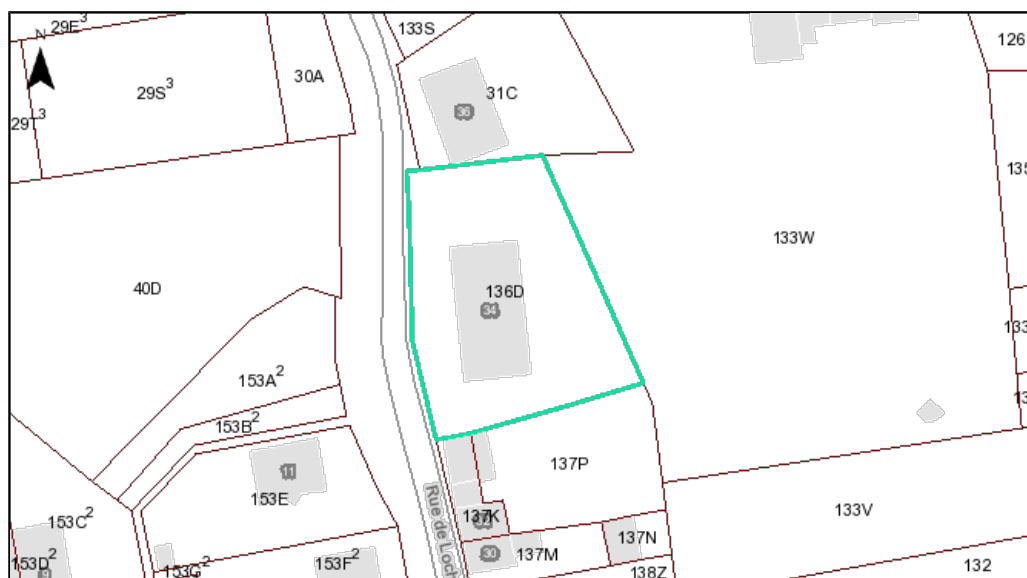 29E³
133S
N
126
30A
29S³
31C
36
29T³
135
133W
40D
136D
34
133
153A²
13
153B²
137P
11
153E
Rue de Loch
133V
153C²
137K
137N
30
137M
153D²
153F²
153G²
132
138Z
9